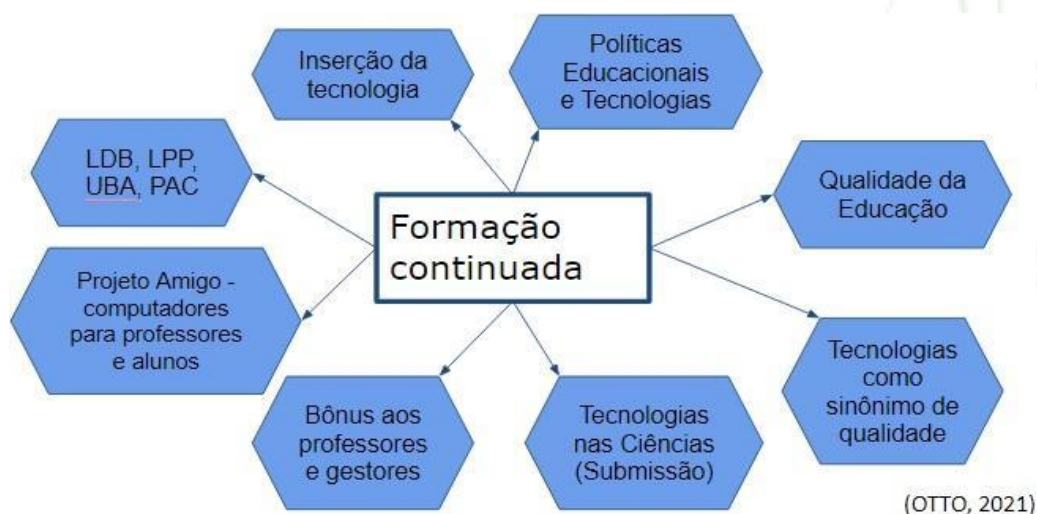 Inserção da
tecnologia
Políticas
Educacionais
e Tecnologias
LDB, LPP,
UBA, PAC
Qualidade da
Educação
Formação
continuada
Projeto Amigo -
computadores
para professores
e alunos
Tecnologias
como
sinônimo de
qualidade
Bônus aos
professores
e gestores
Tecnologias
nas Ciências
(Submissão)
(OTTO, 2021)